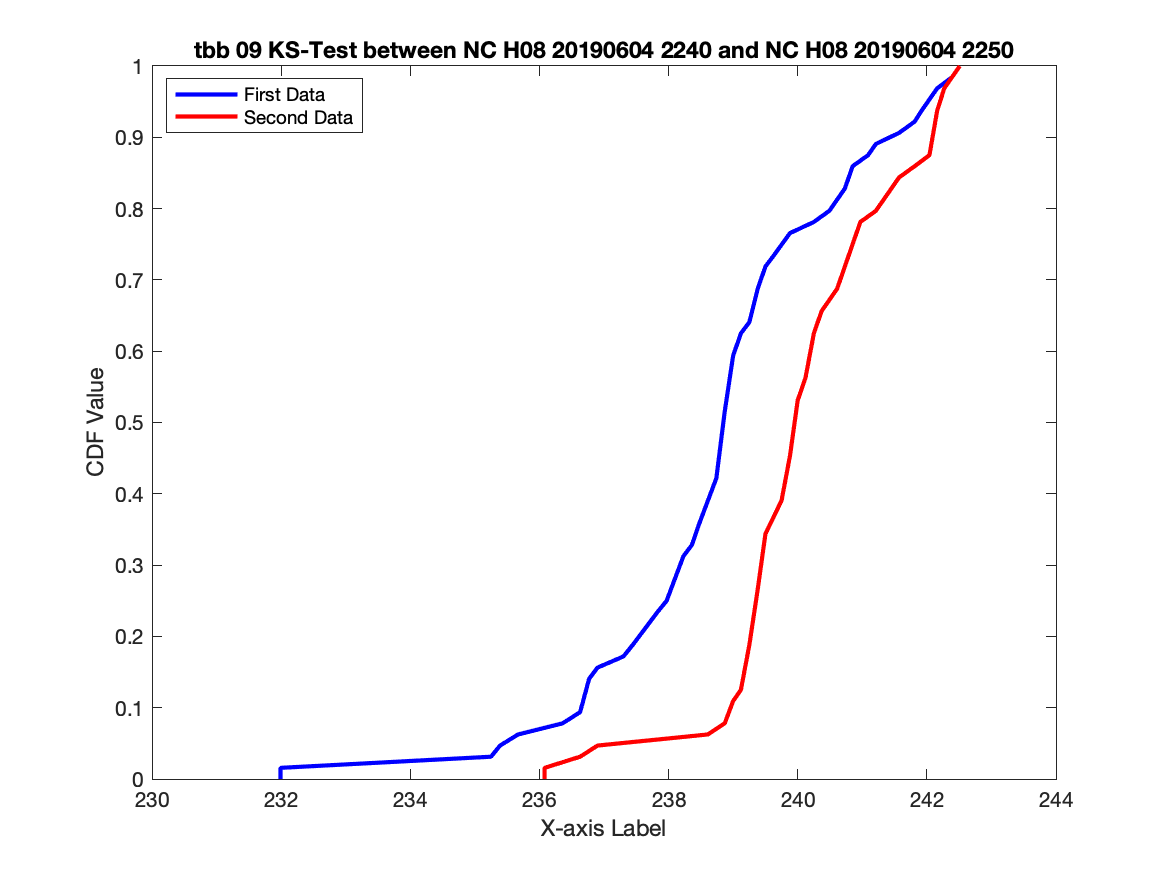 tbb 09 KS-Test between NC H08 20190604 2240 and NC H08 20190604 2250
First Data
Second Data
1
0.9
0.8
0.7
0.6
0.5
0.4
0.3
0.2
0.1
0
CDF Value
230 232 234 236 238 240 242 244
X-axis Label